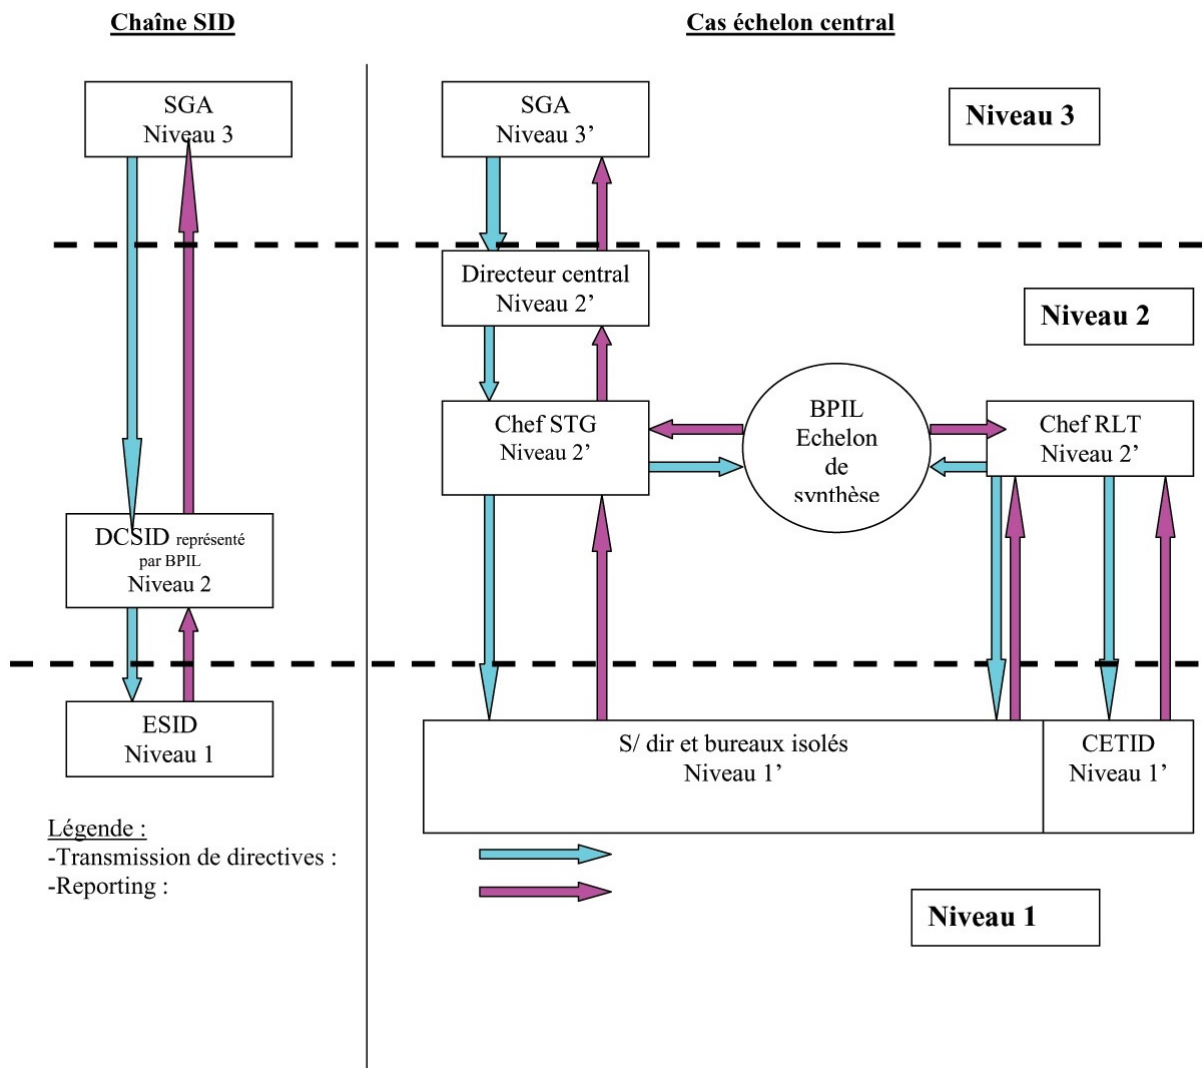 Chaîne SID
Cas échelon central
SGA
Niveau 3
SGA
Niveau 3’
Niveau 3
Directeur central
Niveau 2’
Niveau 2
Chef STG
Niveau 2’
BPIL
Echelon
de
synthèse
Chef RLT
Niveau 2’
DCSID représenté
par BPIL
Niveau 2
ESID
Niveau 1
S/ dir et bureaux isolés
Niveau 1’
CETID
Niveau 1’
Légende :
-Transmission de directives :
-Reporting :
Niveau 1